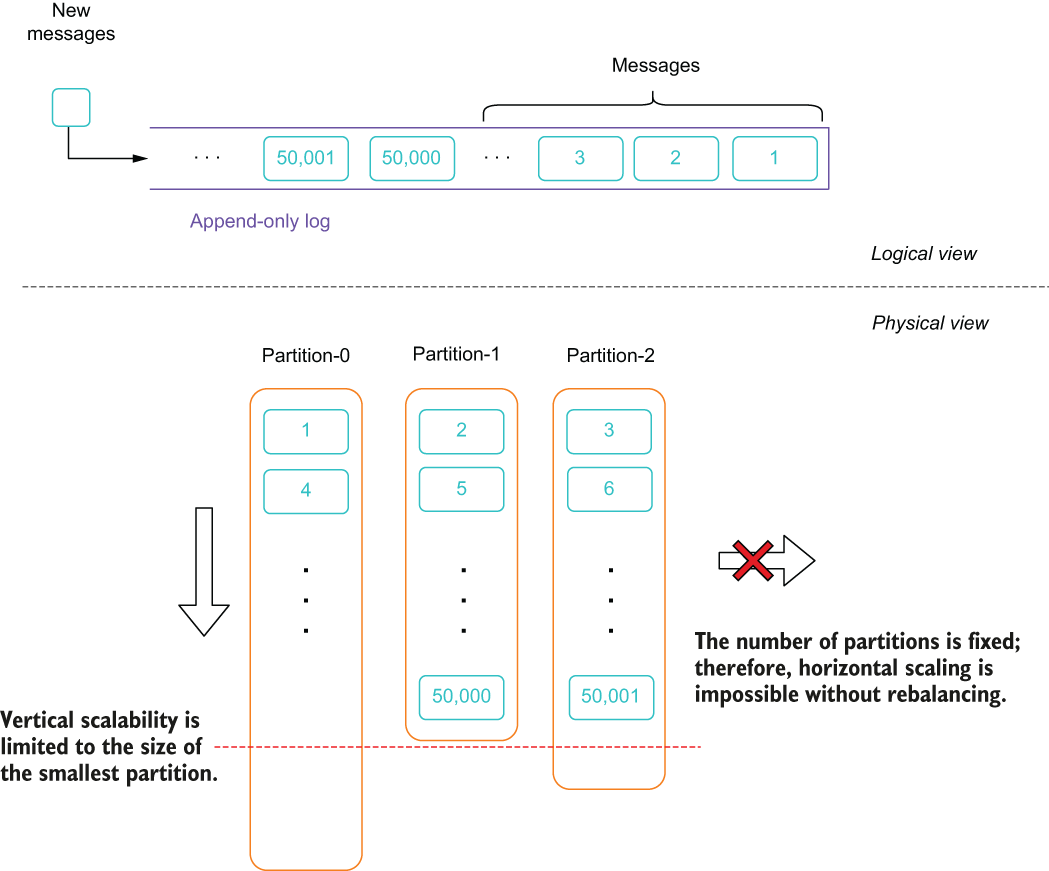 New
messages
Messages
. . . 50,001 50,000 . . . 3 2 1
Append-only log
Logical view
Physical view
Partition-0 Partition-1 Partition-2
1 2 3
4 5 6
. . .
. . .
. . .
50,000 50,001
The number of partitions is fixed;
therefore, horizontal scaling is
impossible without rebalancing.
Vertical scalability is
limited to the size of
the smallest partition.